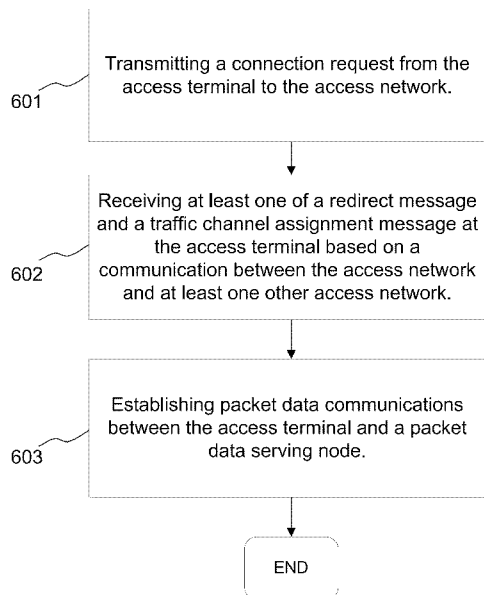 Transmitting a connection request from the
access terminal to the access network.
601
Receiving at least one of a redirect message
and a traffic channel assignment message at
the access terminal based on a
communication between the access network
and at least one other access network.
602
Establishing packet data communications
between the access terminal and a packet
data serving node.
603
END